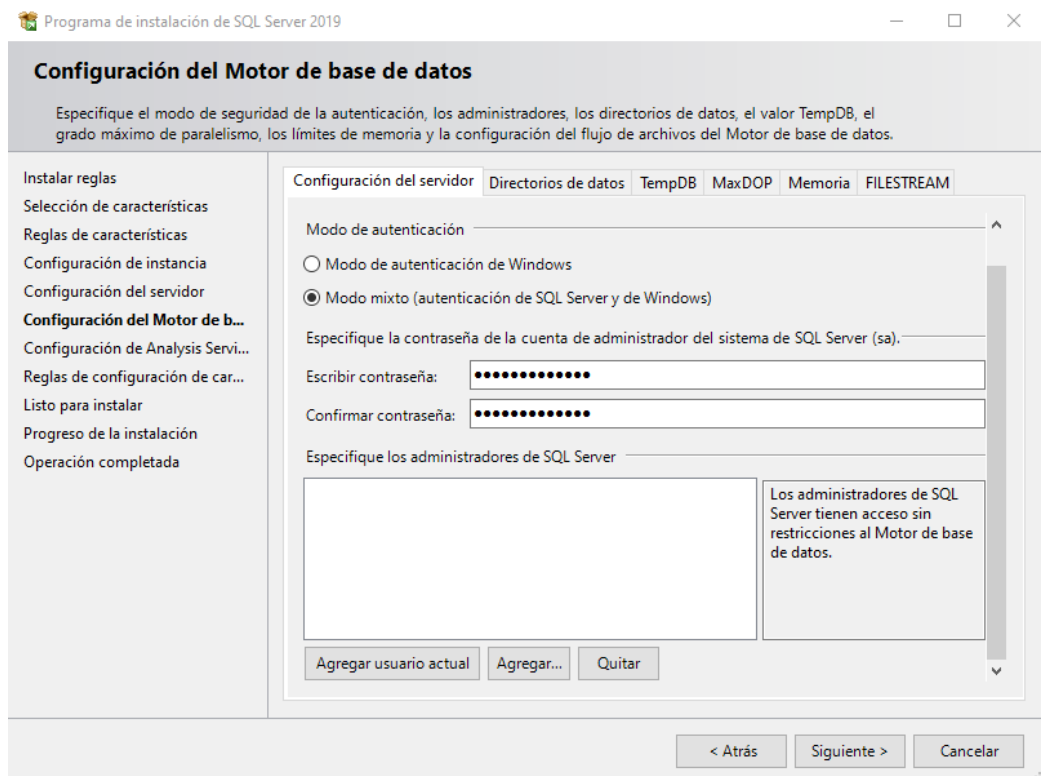 Programa de instalación de SQL Server 2019
Configuración del Motor de base de datos
Especifique el modo de seguridad de la autenticación, los administradores, los directorios de datos, el valor TempDB, el
grado máximo de paralelismo, los límites de memoria y la configuración del flujo de archivos del Motor de base de datos.
Instalar reglas
Selección de características
Reglas de características
Configuración de instancia
Configuración del servidor
Configuración del Motor de b...
Configuración de Analysis Servi...
Reglas de configuración de car...
Listo para instalar
Progreso de la instalación
Operación completada
Configuración del servidor Directorios de datos TempDB MaxDOP Memoria FILESTREAM
Modo de autenticación
Modo de autenticación de Windows
Modo mixto (autenticación de SQL Server y de Windows)
Especifique la contraseña de la cuenta de administrador del sistema de SQL Server (sa).
Escribir contraseña: ●●●●●●●●●●●●●
Confirmar contraseña: ●●●●●●●●●●●●●
Especifique los administradores de SQL Server
Los administradores de SQL
Server tienen acceso sin
restricciones al Motor de base
de datos.
Agregar usuario actual Agregar... Quitar
< Atrás Siguiente > Cancelar